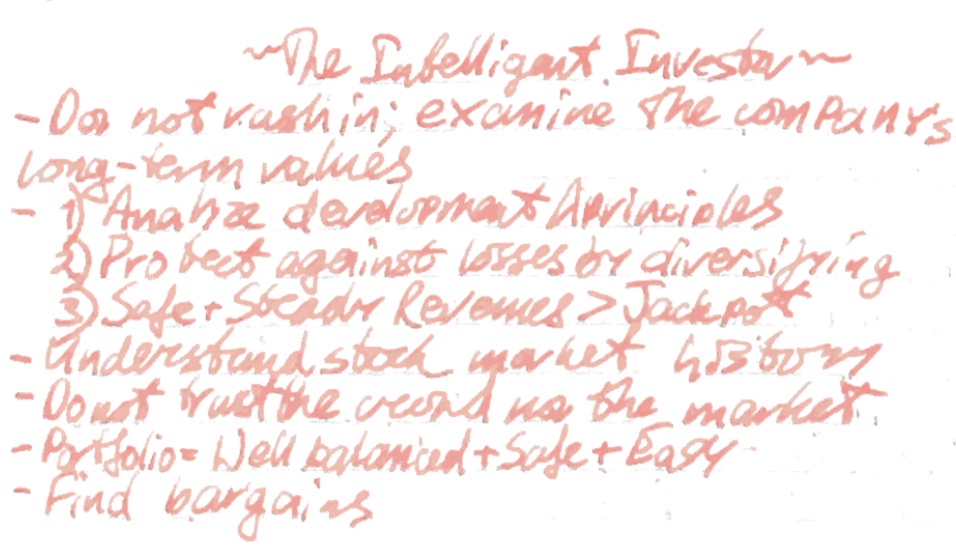 ~The Intelligent Investor~
- Do not rush in; examine the company's
long-term values
- 1) Analize development & principles
2) Protect against losses by diversifying
3) Safe + Steady Revenues > Jackpot
- Understand stock market history
- Do not trust the crowd nor the market
- Portfolio = Well balanced + Safe + Easy
- Find bargains